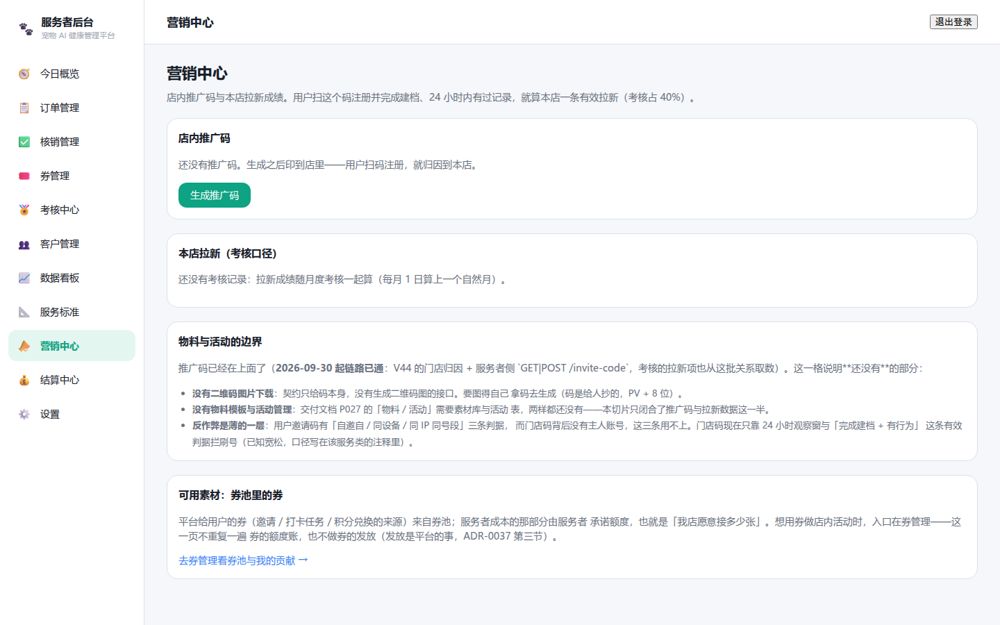 服务者后台
宠物 AI 健康管理平台
今日概览
订单管理
核销管理
券管理
考核中心
客户管理
数据看板
服务标准
营销中心
结算中心
设置
营销中心
退出登录
营销中心
店内推广码与本店拉新成绩。用户扫这个码注册并完成建档、24 小时内有过记录，就算本店一条有效拉新（考核占 40%）。
店内推广码
还没有推广码。生成之后印到店里——用户扫码注册，就归因到本店。
生成推广码
本店拉新（考核口径）
还没有考核记录：拉新成绩随月度考核一起算（每月 1 日算上一个自然月）。
物料与活动的边界
推广码已经在上面了（2026-09-30 起链路已通：V44 的门店归因 + 服务者侧 `GET|POST /invite-code`，考核的拉新项也从这批关系取数）。这一格说明**还没有**的部分：
没有二维码图片下载：契约只给码本身，没有生成二维码图的接口。要图得自己 拿码去生成（码是给人抄的，PV + 8 位）。
没有物料模板与活动管理：交付文档 P027 的「物料 / 活动」需要素材库与活动 表，两样都还没有——本切片只闭合了推广码与拉新数据这一半。
反作弊是薄的一层：用户邀请码有「自邀自 / 同设备 / 同 IP 同号段」三条判据， 而门店码背后没有主人账号，这三条用不上。门店码现在只靠 24 小时观察窗与「完成建档 + 有行为」 这条有效
判据拦刷号（已知宽松，口径写在该服务类的注释里）。
可用素材：券池里的券
平台给用户的券（邀请 / 打卡任务 / 积分兑换的来源）来自券池；服务者成本的那部分由服务者 承诺额度，也就是「我店愿意接多少张」。想用券做店内活动时，入口在券管理——这
一页不重复一遍 券的额度账，也不做券的发放（发放是平台的事，ADR-0037 第三节）。
去券管理看券池与我的贡献 →